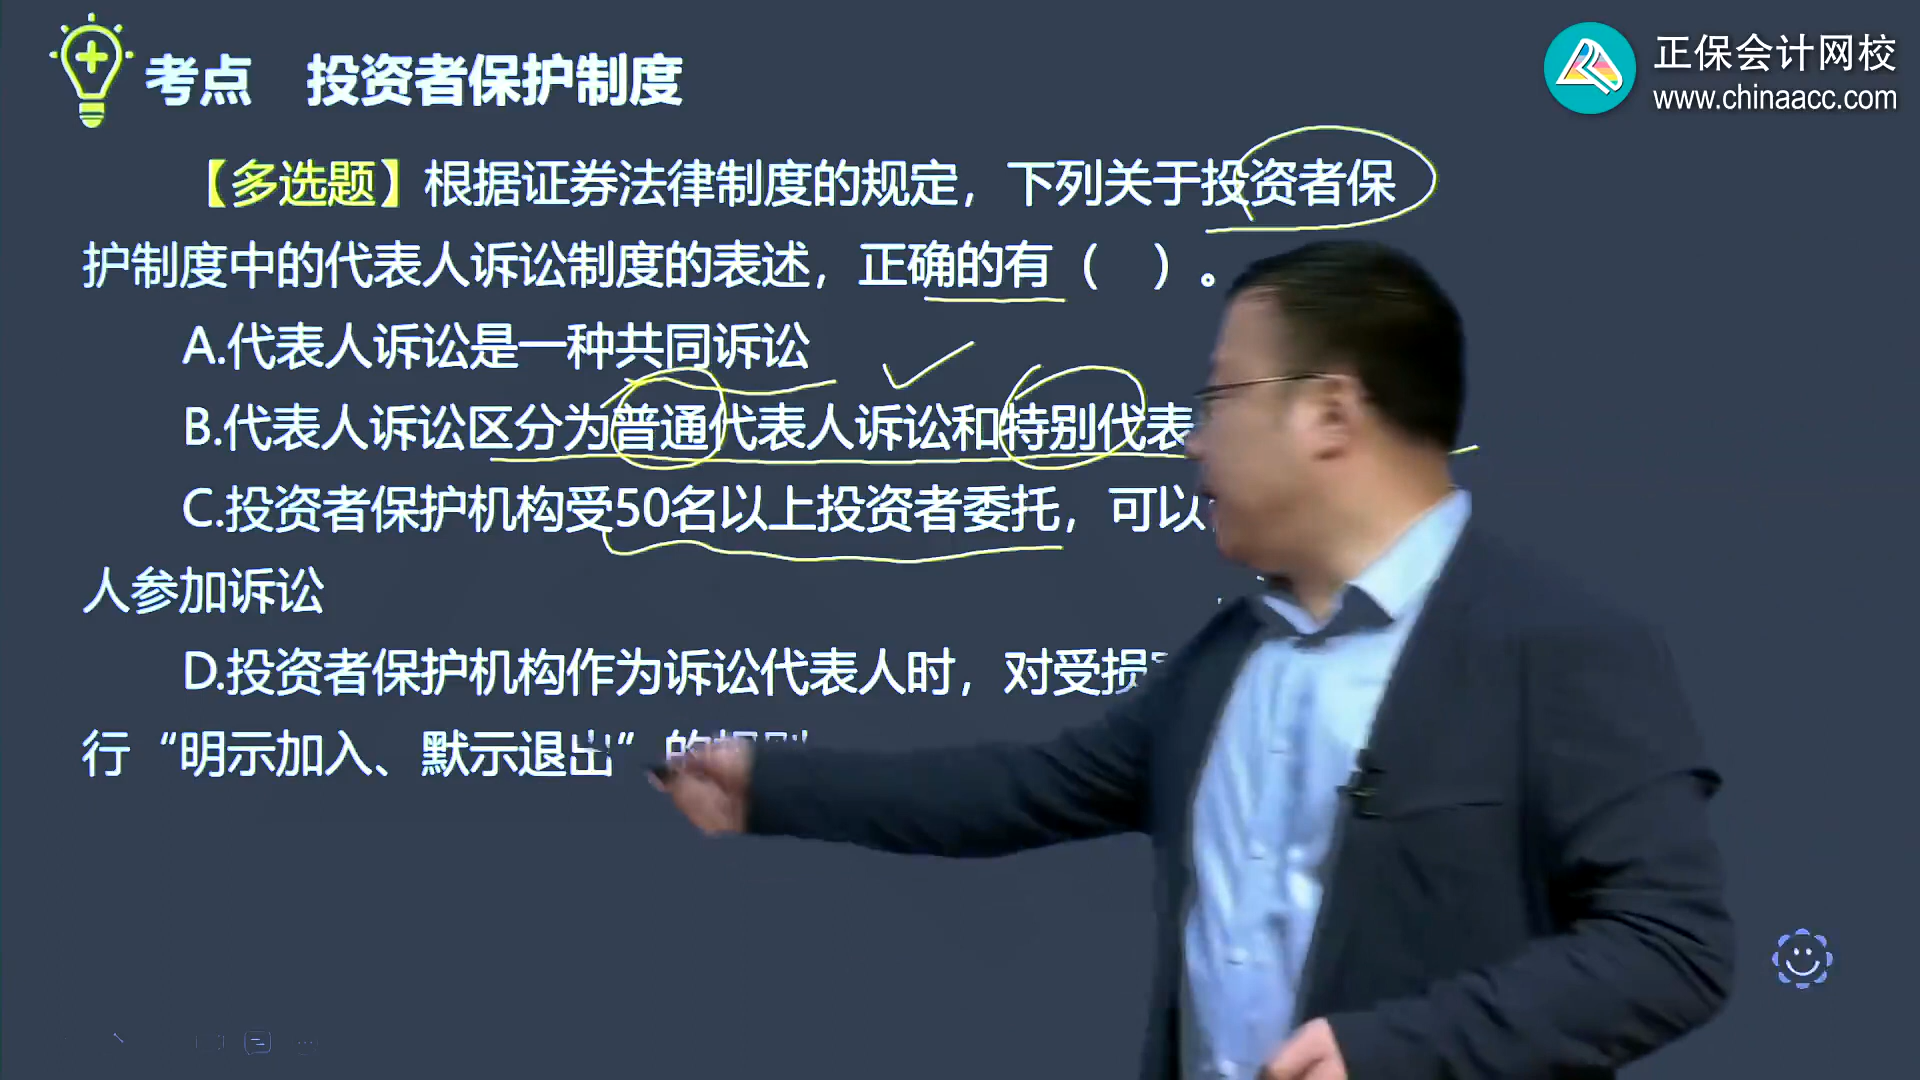 考点 投资者保护制度
正保会计网校
www.chinaacc.com
【多选题】根据证券法律制度的规定，下列关于投资者保
护制度中的代表人诉讼制度的表述，正确的有（ ）。
A.代表人诉讼是一种共同诉讼
B.代表人诉讼区分为普通代表人诉讼和特别代表
C.投资者保护机构受50名以上投资者委托，可以
人参加诉讼
D.投资者保护机构作为诉讼代表人时，对受损
行“明示加入、默示退出”的